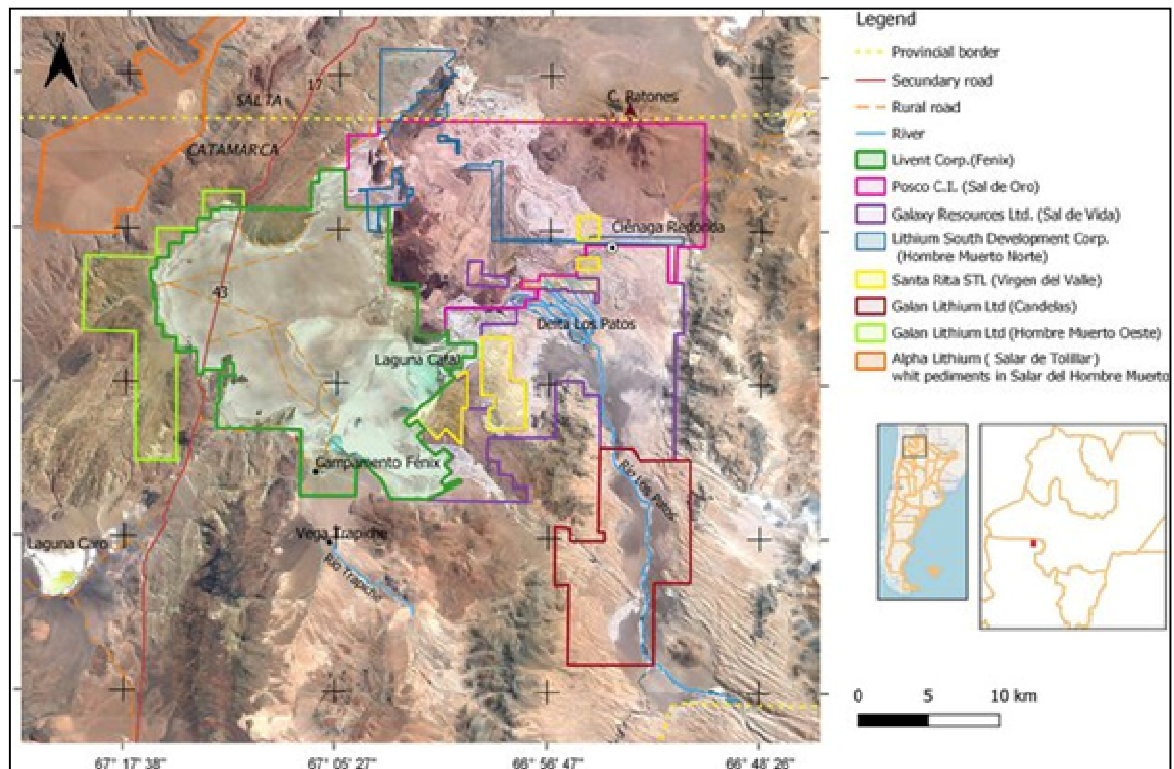 Legend
Provincial border
Secundary road
Rural road
River
Livent Corp.(Fenix)
Posco C.II. (Sal de Oro)
Galaxy Resources Ltd. (Sal de Vida)
Lithium South Development Corp.
(Hombre Muerto Norte)
Santa Rita STL (Virgen del Valle)
Galan Lithium Ltd (Candelas)
Galan Lithium Ltd (Hombre Muerto Oeste)
Alpha Lithium ( Salar de Tolillar)
whit pediments in Salar del Hombre Muerto
N
17
SALTA
C. Ratones
CATAMARCA
Ciénaga Redonda
43
Delta Los Patos
Laguna Catal
Campamento Fénix
Río Los Patos
Vega Trapiche
Laguna Caro
Río Trapiche
0 5 10 km
67° 17' 38" 67° 05' 27" 66° 56' 47" 66° 48' 26"